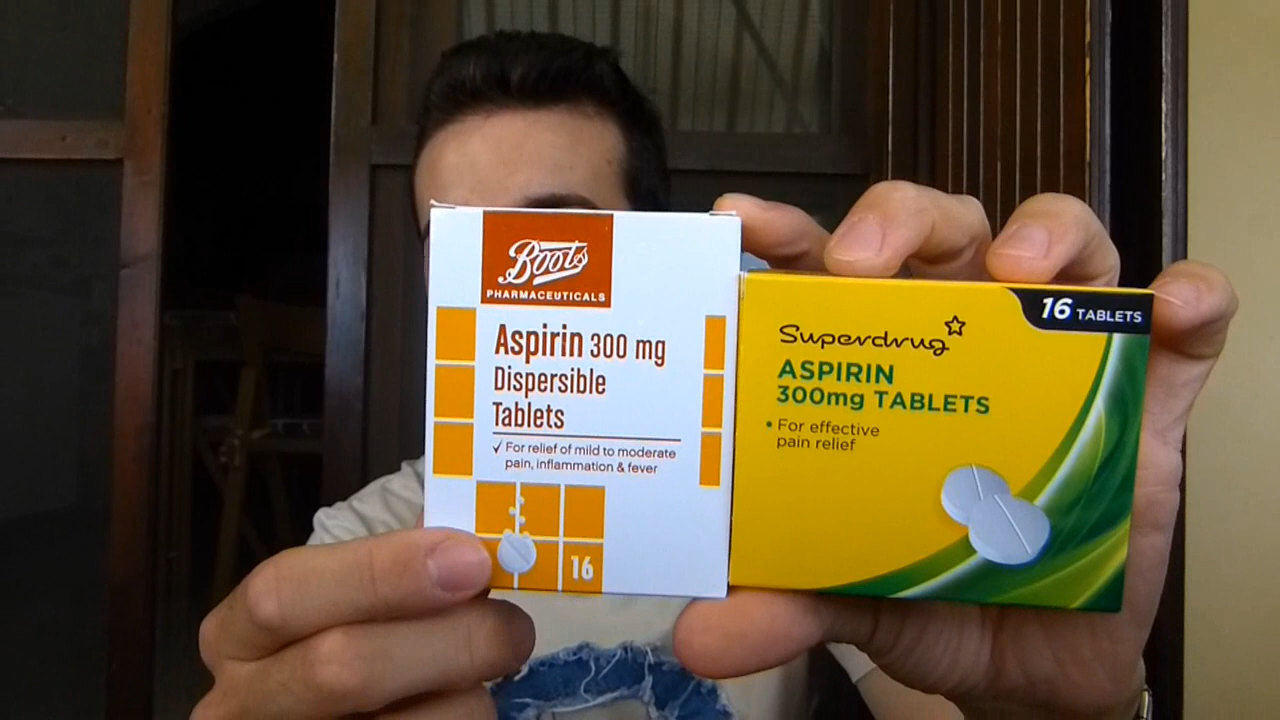 Boots
PHARMACEUTICALS
Aspirin 300 mg
Dispersible
Tablets
✓ For relief of mild to moderate
pain, inflammation & fever
16
16 TABLETS
Superdrug
ASPIRIN
300mg TABLETS
• For effective
pain relief